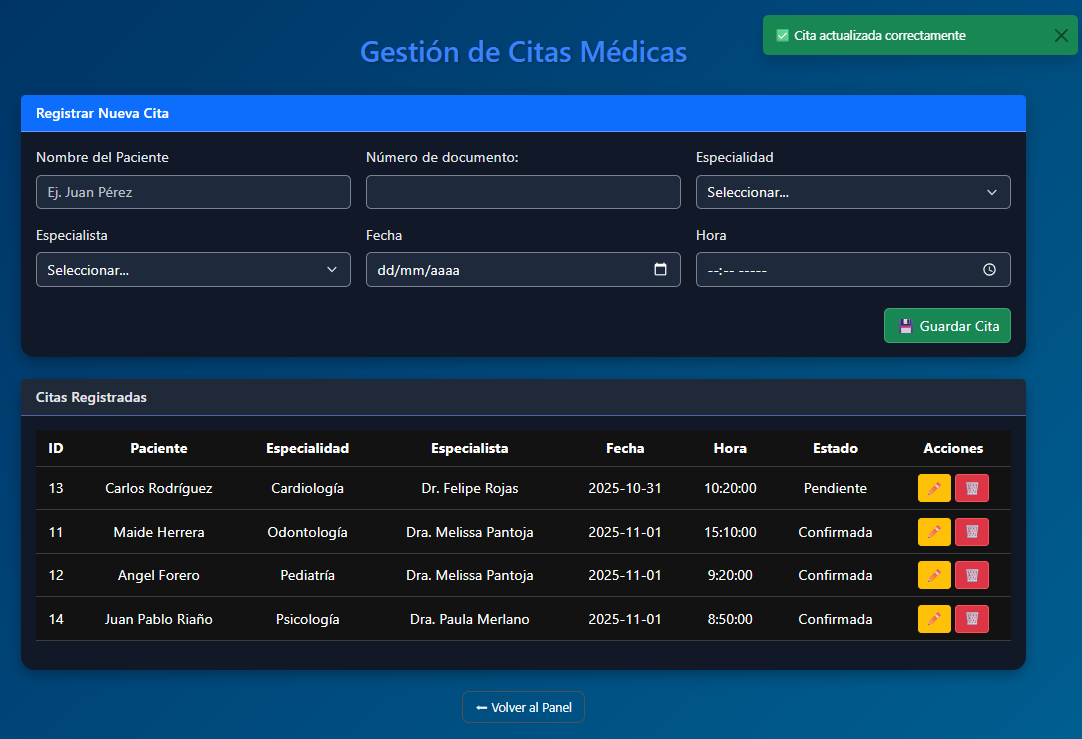 ✅ Cita actualizada correctamente
Gestión de Citas Médicas
Registrar Nueva Cita
Nombre del Paciente Número de documento: Especialidad
Ej. Juan Pérez Seleccionar...
Especialista Fecha Hora
Seleccionar... dd/mm/aaaa --:-- -----
💾 Guardar Cita
Citas Registradas
ID Paciente Especialidad Especialista Fecha Hora Estado Acciones
13 Carlos Rodríguez Cardiología Dr. Felipe Rojas 2025-10-31 10:20:00 Pendiente
11 Maide Herrera Odontología Dra. Melissa Pantoja 2025-11-01 15:10:00 Confirmada
12 Angel Forero Pediatría Dra. Melissa Pantoja 2025-11-01 9:20:00 Confirmada
14 Juan Pablo Riaño Psicología Dra. Paula Merlano 2025-11-01 8:50:00 Confirmada
⬅ Volver al Panel